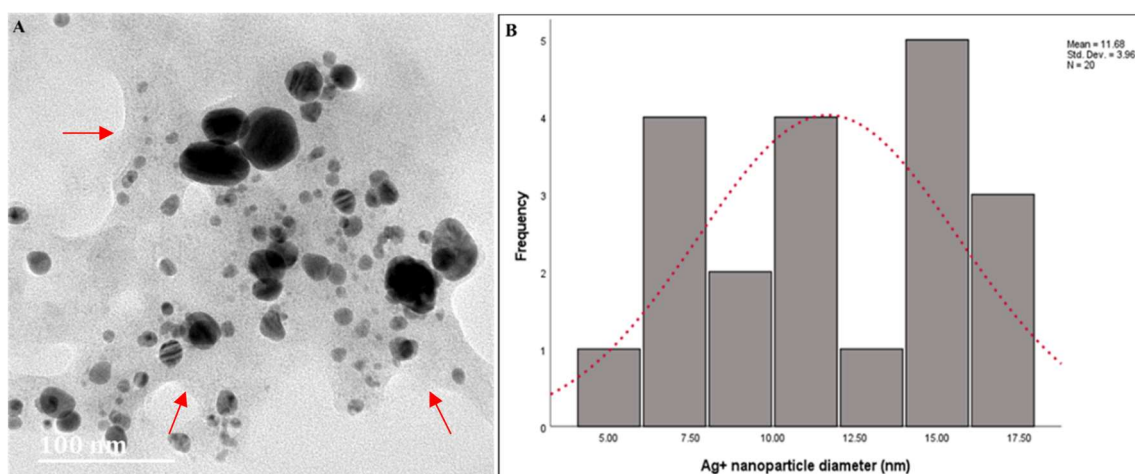 A
100 nm
B
Mean = 11.68
Std. Dev. = 3.96
N = 20
Frequency
5
4
3
2
1
0
5.00 7.50 10.00 12.50 15.00 17.50
Ag+ nanoparticle diameter (nm)